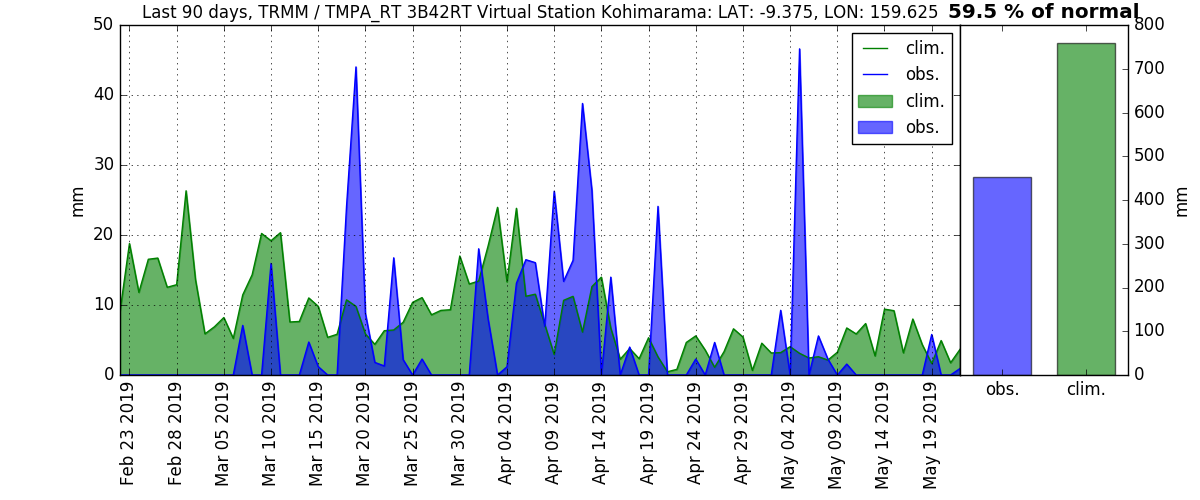 Last 90 days, TRMM / TMPA_RT 3B42RT Virtual Station Kohimarama: LAT: -9.375, LON: 159.625
59.5 % of normal
50
40
30
20
10
0
mm
clim.
obs.
clim.
obs.
Feb 23 2019
Feb 28 2019
Mar 05 2019
Mar 10 2019
Mar 15 2019
Mar 20 2019
Mar 25 2019
Mar 30 2019
Apr 04 2019
Apr 09 2019
Apr 14 2019
Apr 19 2019
Apr 24 2019
Apr 29 2019
May 04 2019
May 09 2019
May 14 2019
May 19 2019
800
700
600
500
400
300
200
100
0
mm
obs.
clim.